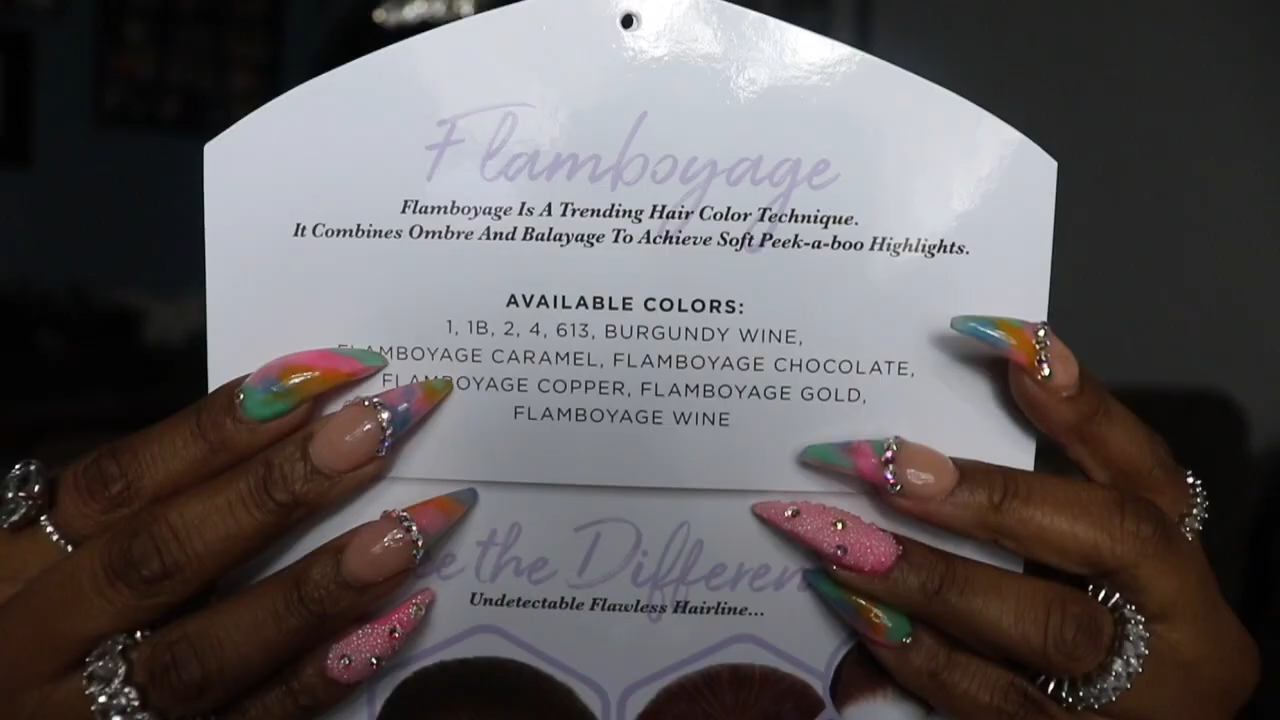 Flamboyage
Flamboyage Is A Trending Hair Color Technique.
It Combines Ombre And Balayage To Achieve Soft Peek-a-boo Highlights.
AVAILABLE COLORS:
1, 1B, 2, 4, 613, BURGUNDY WINE,
FLAMBOYAGE CARAMEL, FLAMBOYAGE CHOCOLATE,
FLAMBOYAGE COPPER, FLAMBOYAGE GOLD,
FLAMBOYAGE WINE
the
Undetectable Flawless Hairline...